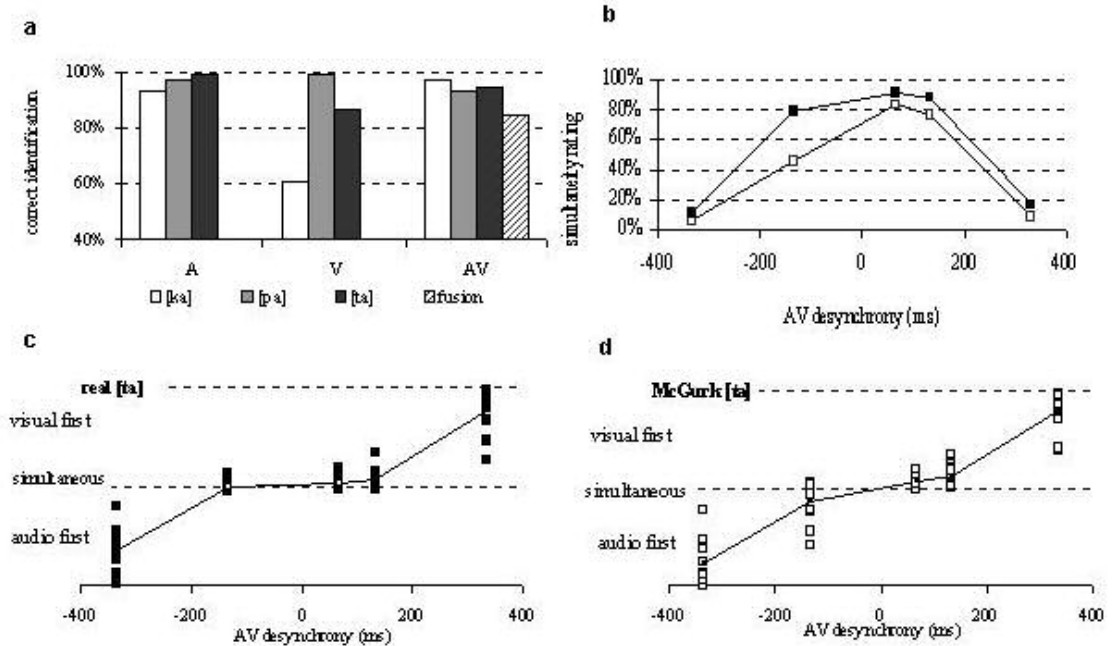 a
correct identification
100%
80%
60%
40%
A V AV
[ka] [pa] [ta] fusion
b
simultaneity rating
100%
80%
60%
40%
20%
0%
-400 -200 0 200 400
AV desynchrony (ms)
c
real [ta]
visual first
simultaneous
audio first
-400 -200 0 200 400
AV desynchrony (ms)
d
McGurk [ta]
visual first
simultaneous
audio first
-400 -200 0 200 400
AV desynchrony (ms)